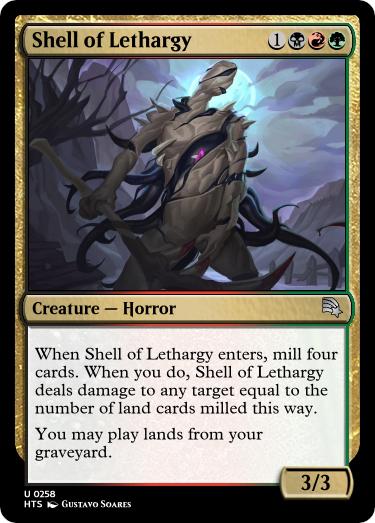 Shell of Lethargy
1
Creature — Horror
When Shell of Lethargy enters, mill four
cards. When you do, Shell of Lethargy
deals damage to any target equal to the
number of land cards milled this way.
You may play lands from your
graveyard.
3/3
U 0258
HTS Gustavo Soares